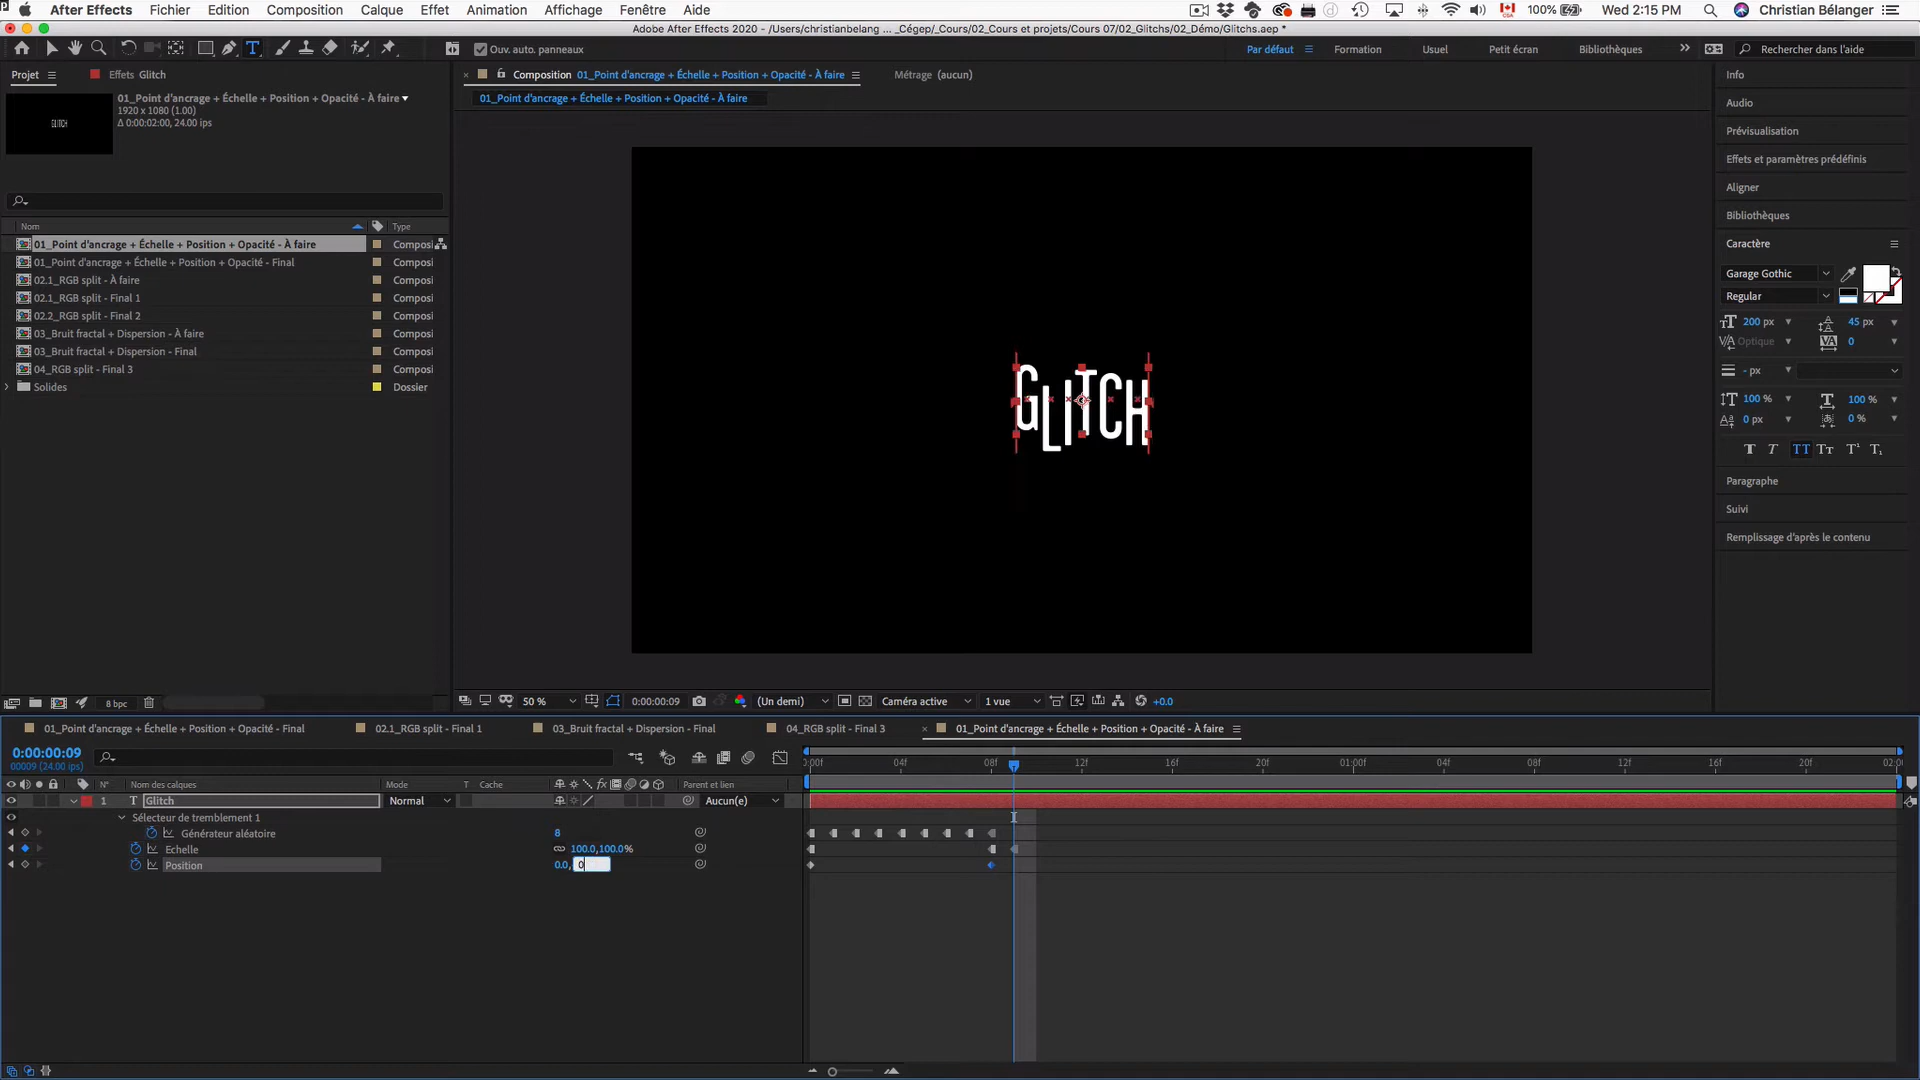 After Effects Fichier Edition Composition Calque Effet Animation Affichage Fenêtre Aide 100% Wed 2:15 PM Christian Bélanger
Adobe After Effects 2020 - /Users/christianbelang ... _Cégep/_Cours/02_Cours et projets/Cours 07/02_Glitchs/02_Démo/Glitchs.aep *
Ouv. auto. panneaux Par défaut Formation Usuel Petit écran Bibliothèques Rechercher dans l'aide
Projet Effets Glitch
Composition 01_Point d'ancrage + Échelle + Position + Opacité - À faire Métrage (aucun)
01_Point d'ancrage + Échelle + Position + Opacité - À faire
1920 x 1080 (1.00)
Δ 0:00:02:00, 24.00 ips
GLITCH
01_Point d'ancrage + Échelle + Position + Opacité - À faire
Nom Type
01_Point d'ancrage + Échelle + Position + Opacité - À faire Composi
01_Point d'ancrage + Échelle + Position + Opacité - Final Composi
02.1_RGB split - À faire Composi
02.1_RGB split - Final 1 Composi
02.2_RGB split - Final 2 Composi
03_Bruit fractal + Dispersion - À faire Composi
03_Bruit fractal + Dispersion - Final Composi
04_RGB split - Final 3 Composi
Solides Dossier
8 bpc
GLITCH
50 % 0:00:00:09 (Un demi) Caméra active 1 vue +0.0
Info
Audio
Prévisualisation
Effets et paramètres prédéfinis
Aligner
Bibliothèques
Caractère
Garage Gothic
Regular
200 px 45 px
Optique 0
- px
100 % 100 %
0 px 0 %
Paragraphe
Suivi
Remplissage d'après le contenu
01_Point d'ancrage + Échelle + Position + Opacité - Final 02.1_RGB split - Final 1 03_Bruit fractal + Dispersion - Final 04_RGB split - Final 3 01_Point d'ancrage + Échelle + Position + Opacité - À faire
0:00:00:09
00009 (24.00 ips)
0:00f 04f 08f 12f 16f 20f 01:00f 04f 08f 12f 16f 20f 02:0
N° Nom des calques Mode T Cache Parent et lien
1 T Glitch Normal Aucun(e)
Sélecteur de tremblement 1
Générateur aléatoire 8
Echelle 100.0,100.0%
Position 0.0, 0